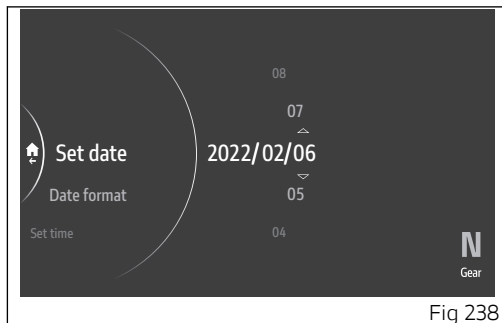 08
07
Set date 2022/02/06
Date format 05
Set time 04
N
Gear
Fig 238